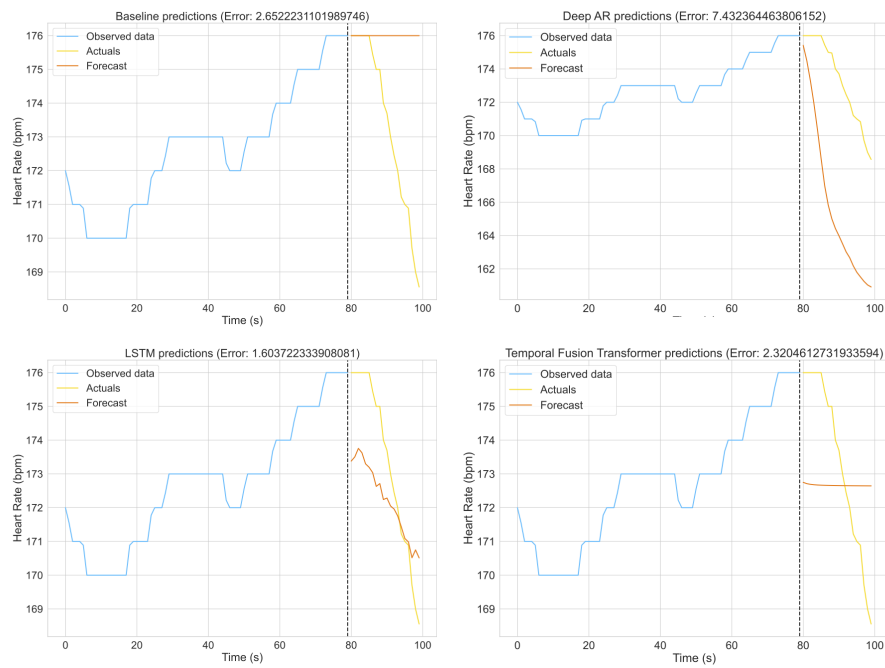 Baseline predictions (Error: 2.6522231101989746)
Observed data
Actuals
Forecast
176
175
174
173
172
171
170
169
Heart Rate (bpm)
0 20 40 60 80 100
Time (s)
Deep AR predictions (Error: 7.432364463806152)
Observed data
Actuals
Forecast
176
174
172
170
168
166
164
162
Heart Rate (bpm)
0 20 40 60 80 100
LSTM predictions (Error: 1.603722333908081)
Observed data
Actuals
Forecast
176
175
174
173
172
171
170
169
Heart Rate (bpm)
0 20 40 60 80 100
Time (s)
Temporal Fusion Transformer predictions (Error: 2.3204612731933594)
Observed data
Actuals
Forecast
176
175
174
173
172
171
170
169
Heart Rate (bpm)
0 20 40 60 80 100
Time (s)